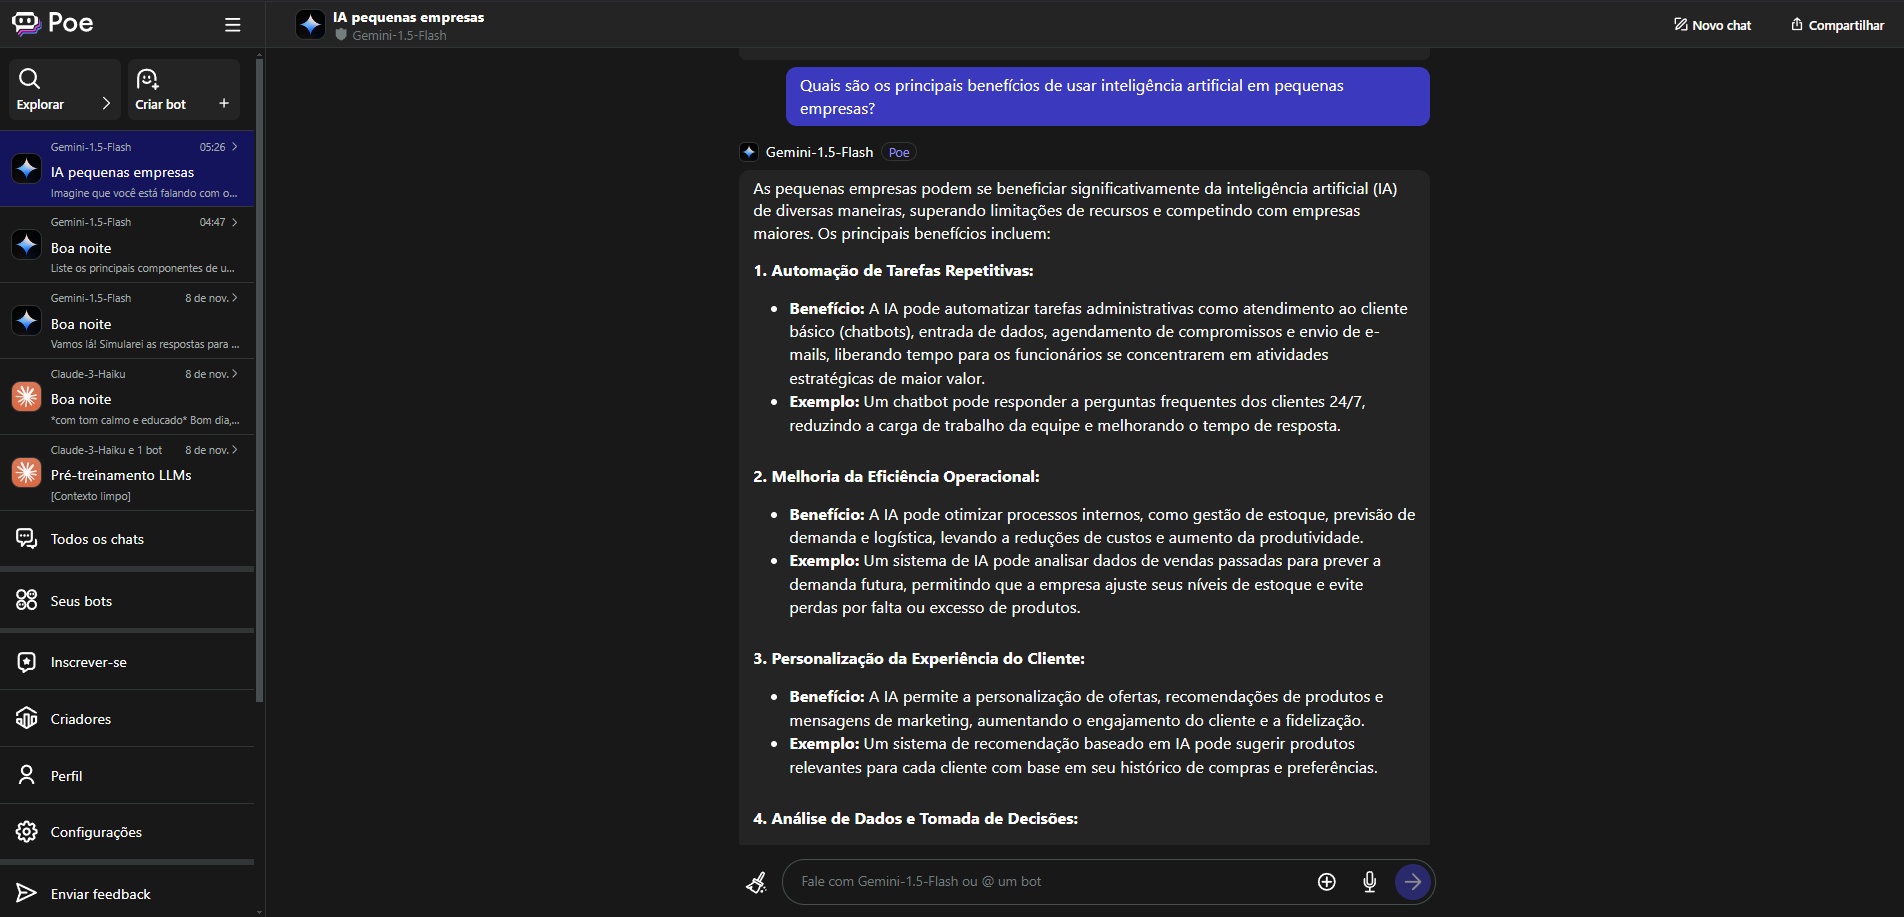 Poe
Explorar
Criar bot
Gemini-1.5-Flash 05:26
IA pequenas empresas
Imagine que você está falando com o...
Gemini-1.5-Flash 04:47
Boa noite
Liste os principais componentes de u...
Gemini-1.5-Flash 8 de nov.
Boa noite
Vamos lá! Simularei as respostas para ...
Claude-3-Haiku 8 de nov.
Boa noite
*com tom calmo e educado* Bom dia,...
Claude-3-Haiku e 1 bot 8 de nov.
Pré-treinamento LLMs
[Contexto limpo]
Todos os chats
Seus bots
Inscrever-se
Criadores
Perfil
Configurações
Enviar feedback
IA pequenas empresas
Gemini-1.5-Flash
Novo chat
Compartilhar
Quais são os principais benefícios de usar inteligência artificial em pequenas
empresas?
Gemini-1.5-Flash Poe
As pequenas empresas podem se beneficiar significativamente da inteligência artificial (IA)
de diversas maneiras, superando limitações de recursos e competindo com empresas
maiores. Os principais benefícios incluem:
1. Automação de Tarefas Repetitivas:
• Benefício: A IA pode automatizar tarefas administrativas como atendimento ao cliente
básico (chatbots), entrada de dados, agendamento de compromissos e envio de e-
mails, liberando tempo para os funcionários se concentrarem em atividades
estratégicas de maior valor.
• Exemplo: Um chatbot pode responder a perguntas frequentes dos clientes 24/7,
reduzindo a carga de trabalho da equipe e melhorando o tempo de resposta.
2. Melhoria da Eficiência Operacional:
• Benefício: A IA pode otimizar processos internos, como gestão de estoque, previsão de
demanda e logística, levando a reduções de custos e aumento da produtividade.
• Exemplo: Um sistema de IA pode analisar dados de vendas passadas para prever a
demanda futura, permitindo que a empresa ajuste seus níveis de estoque e evite
perdas por falta ou excesso de produtos.
3. Personalização da Experiência do Cliente:
• Benefício: A IA permite a personalização de ofertas, recomendações de produtos e
mensagens de marketing, aumentando o engajamento do cliente e a fidelização.
• Exemplo: Um sistema de recomendação baseado em IA pode sugerir produtos
relevantes para cada cliente com base em seu histórico de compras e preferências.
4. Análise de Dados e Tomada de Decisões:
Fale com Gemini-1.5-Flash ou @ um bot